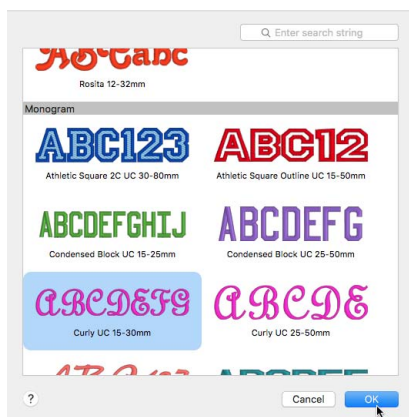 Enter search string
ABCabc
Rosita 12-32mm
Monogram
ABC123 ABC12
Athletic Square 2C UC 30-80mm Athletic Square Outline UC 15-50mm
ABCDEFGHIJ ABCDEFG
Condensed Block UC 15-25mm Condensed Block UC 25-50mm
ABCDEFG ABCDE
Curly UC 15-30mm Curly UC 25-50mm
? Cancel OK